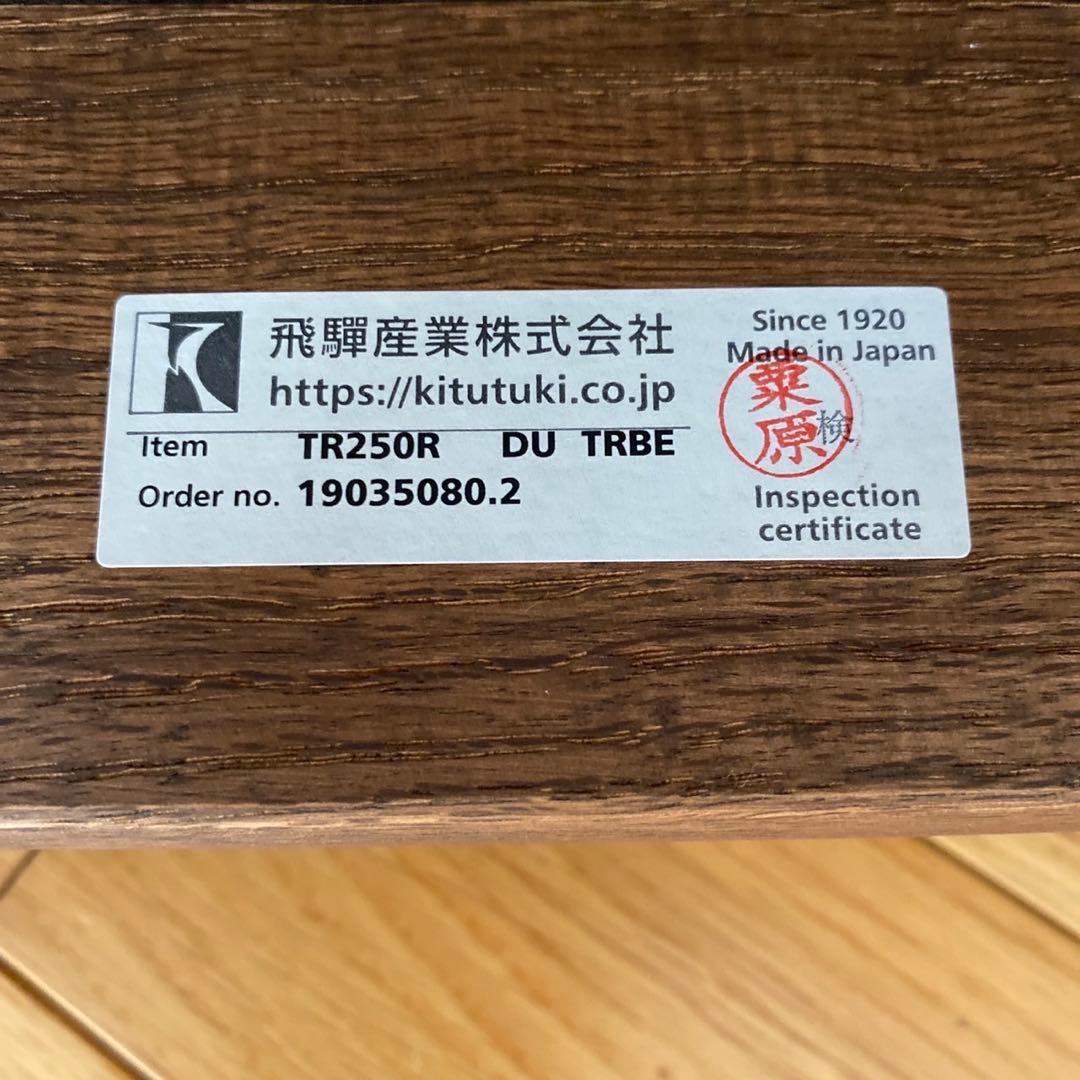 飛驒産業株式会社
https://kitutuki.co.jp
Item TR250R DU TRBE
Order no. 19035080.2
Since 1920
Made in Japan
粟原
検
Inspection
certificate